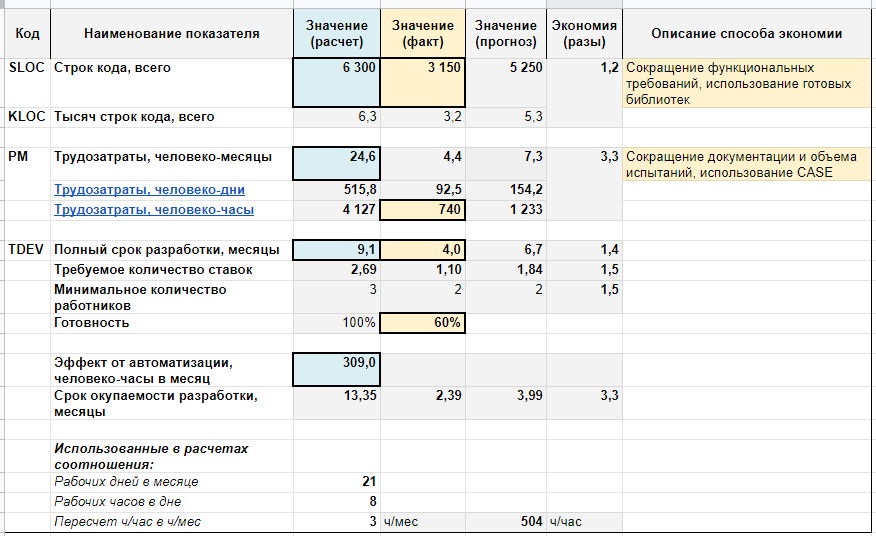 Код Наименование показателя Значение (расчет) Значение (факт) Значение (прогноз) Экономия (разы) Описание способа экономии
SLOC Строк кода, всего 6 300 3 150 5 250 1,2 Сокращение функциональных
требований, использование готовых
библиотек
KLOC Тысяч строк кода, всего 6,3 3,2 5,3
PM Трудозатраты, человеко-месяцы 24,6 4,4 7,3 3,3 Сокращение документации и объема
испытаний, использование CASE
Трудозатраты, человеко-дни 515,8 92,5 154,2
Трудозатраты, человеко-часы 4 127 740 1 233
TDEV Полный срок разработки, месяцы 9,1 4,0 6,7 1,4
Требуемое количество ставок 2,69 1,10 1,84 1,5
Минимальное количество 3 2 2 1,5
работников
Готовность 100% 60%
Эффект от автоматизации, 309,0
человеко-часы в месяц
Срок окупаемости разработки, 13,35 2,39 3,99 3,3
месяцы
Использованные в расчетах
соотношения:
Рабочих дней в месяце 21
Рабочих часов в дне 8
Пересчет ч/час в ч/мес 3 ч/мес 504 ч/час